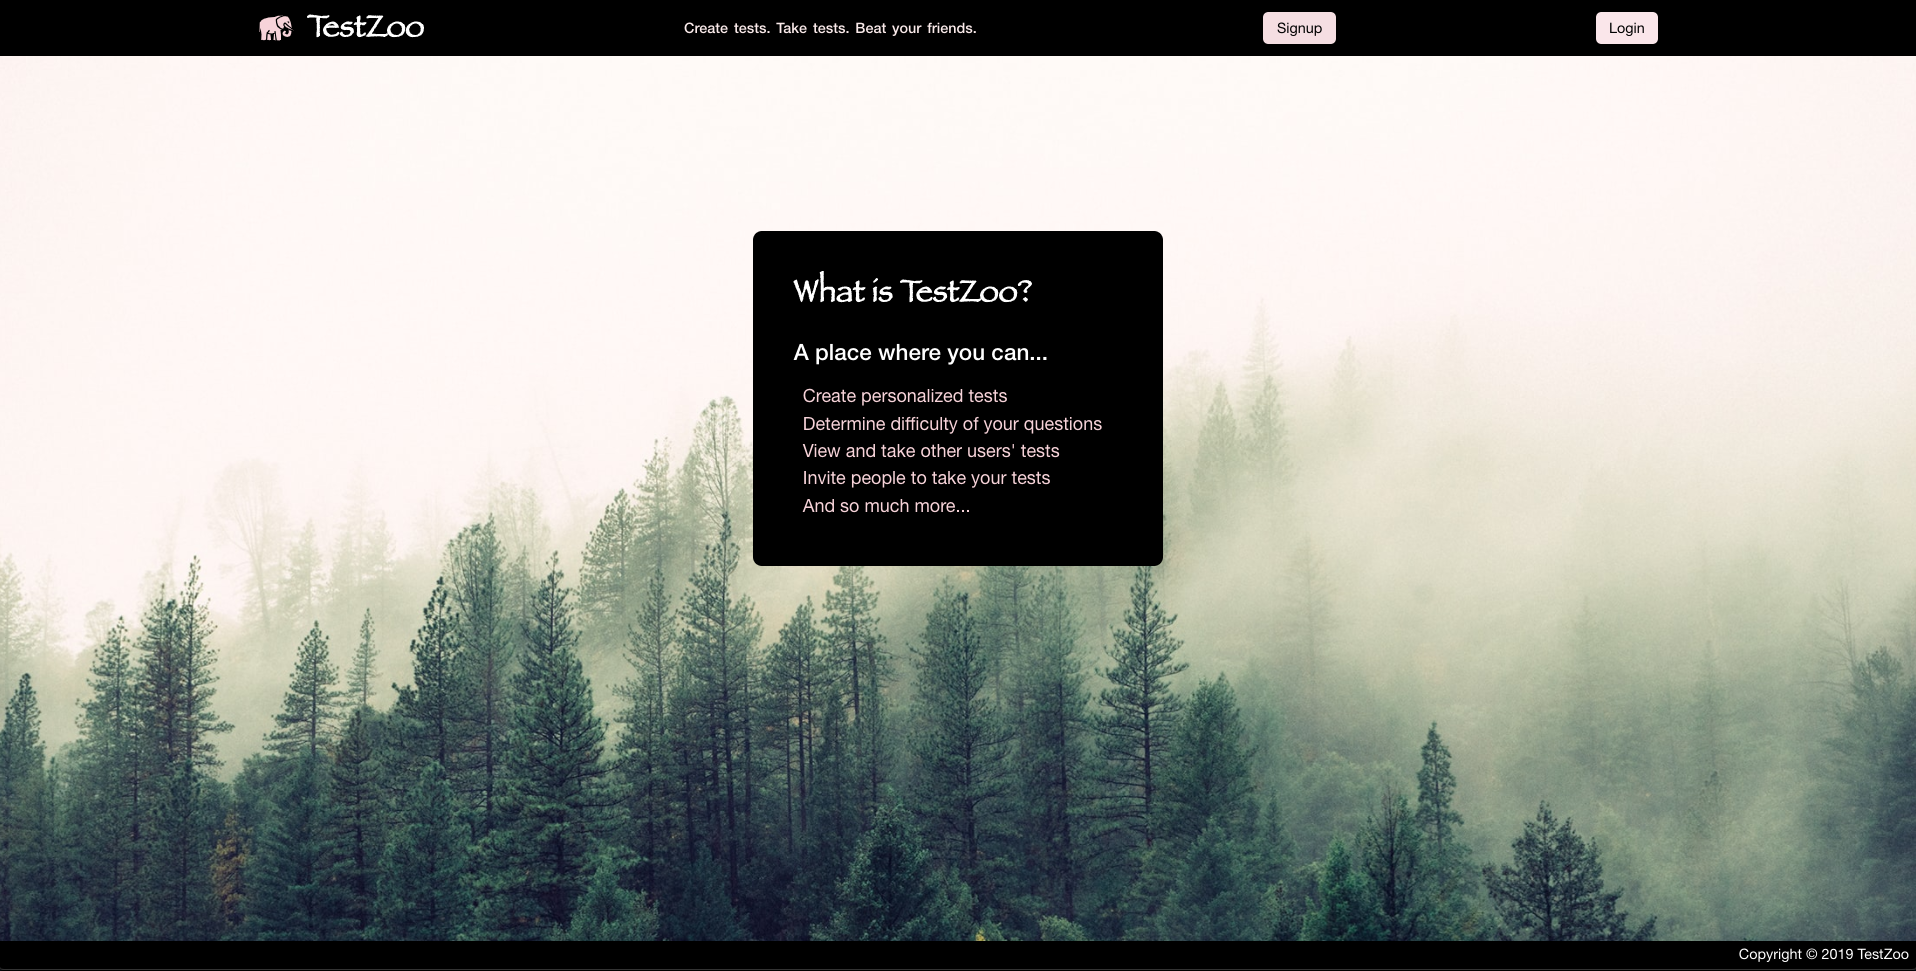 TestZoo
Create tests. Take tests. Beat your friends.
Signup
Login
What is TestZoo?
A place where you can...
Create personalized tests
Determine difficulty of your questions
View and take other users' tests
Invite people to take your tests
And so much more...
Copyright © 2019 TestZoo